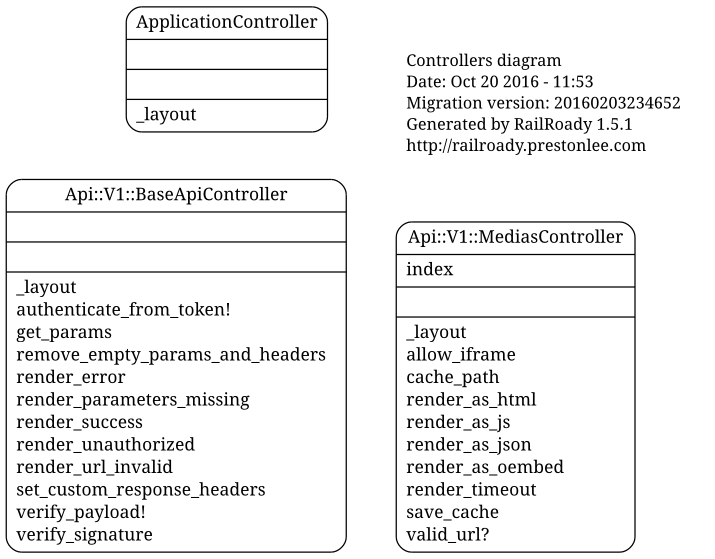 ApplicationController
_layout
Controllers diagram
Date: Oct 20 2016 - 11:53
Migration version: 20160203234652
Generated by RailRoady 1.5.1
http://railroady.prestonlee.com
Api::V1::BaseApiController
_layout
authenticate_from_token!
get_params
remove_empty_params_and_headers
render_error
render_parameters_missing
render_success
render_unauthorized
render_url_invalid
set_custom_response_headers
verify_payload!
verify_signature
Api::V1::MediasController
index
_layout
allow_iframe
cache_path
render_as_html
render_as_js
render_as_json
render_as_oembed
render_timeout
save_cache
valid_url?